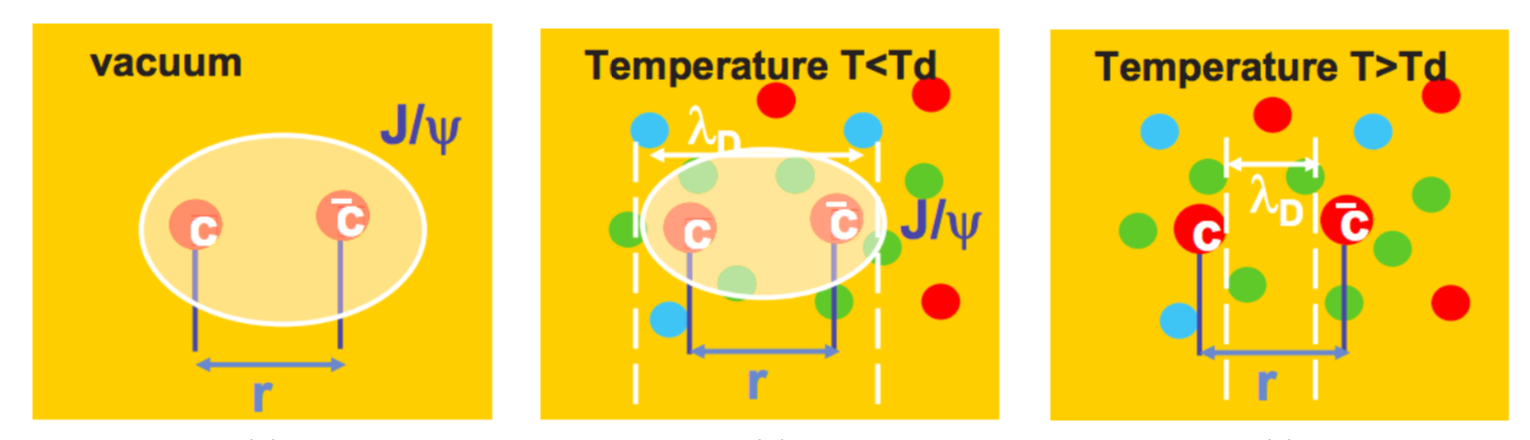 vacuum
J/ψ
c
c̄
r
Temperature T<Td
λD
c
c̄
J/ψ
r
Temperature T>Td
λD
c
c̄
r